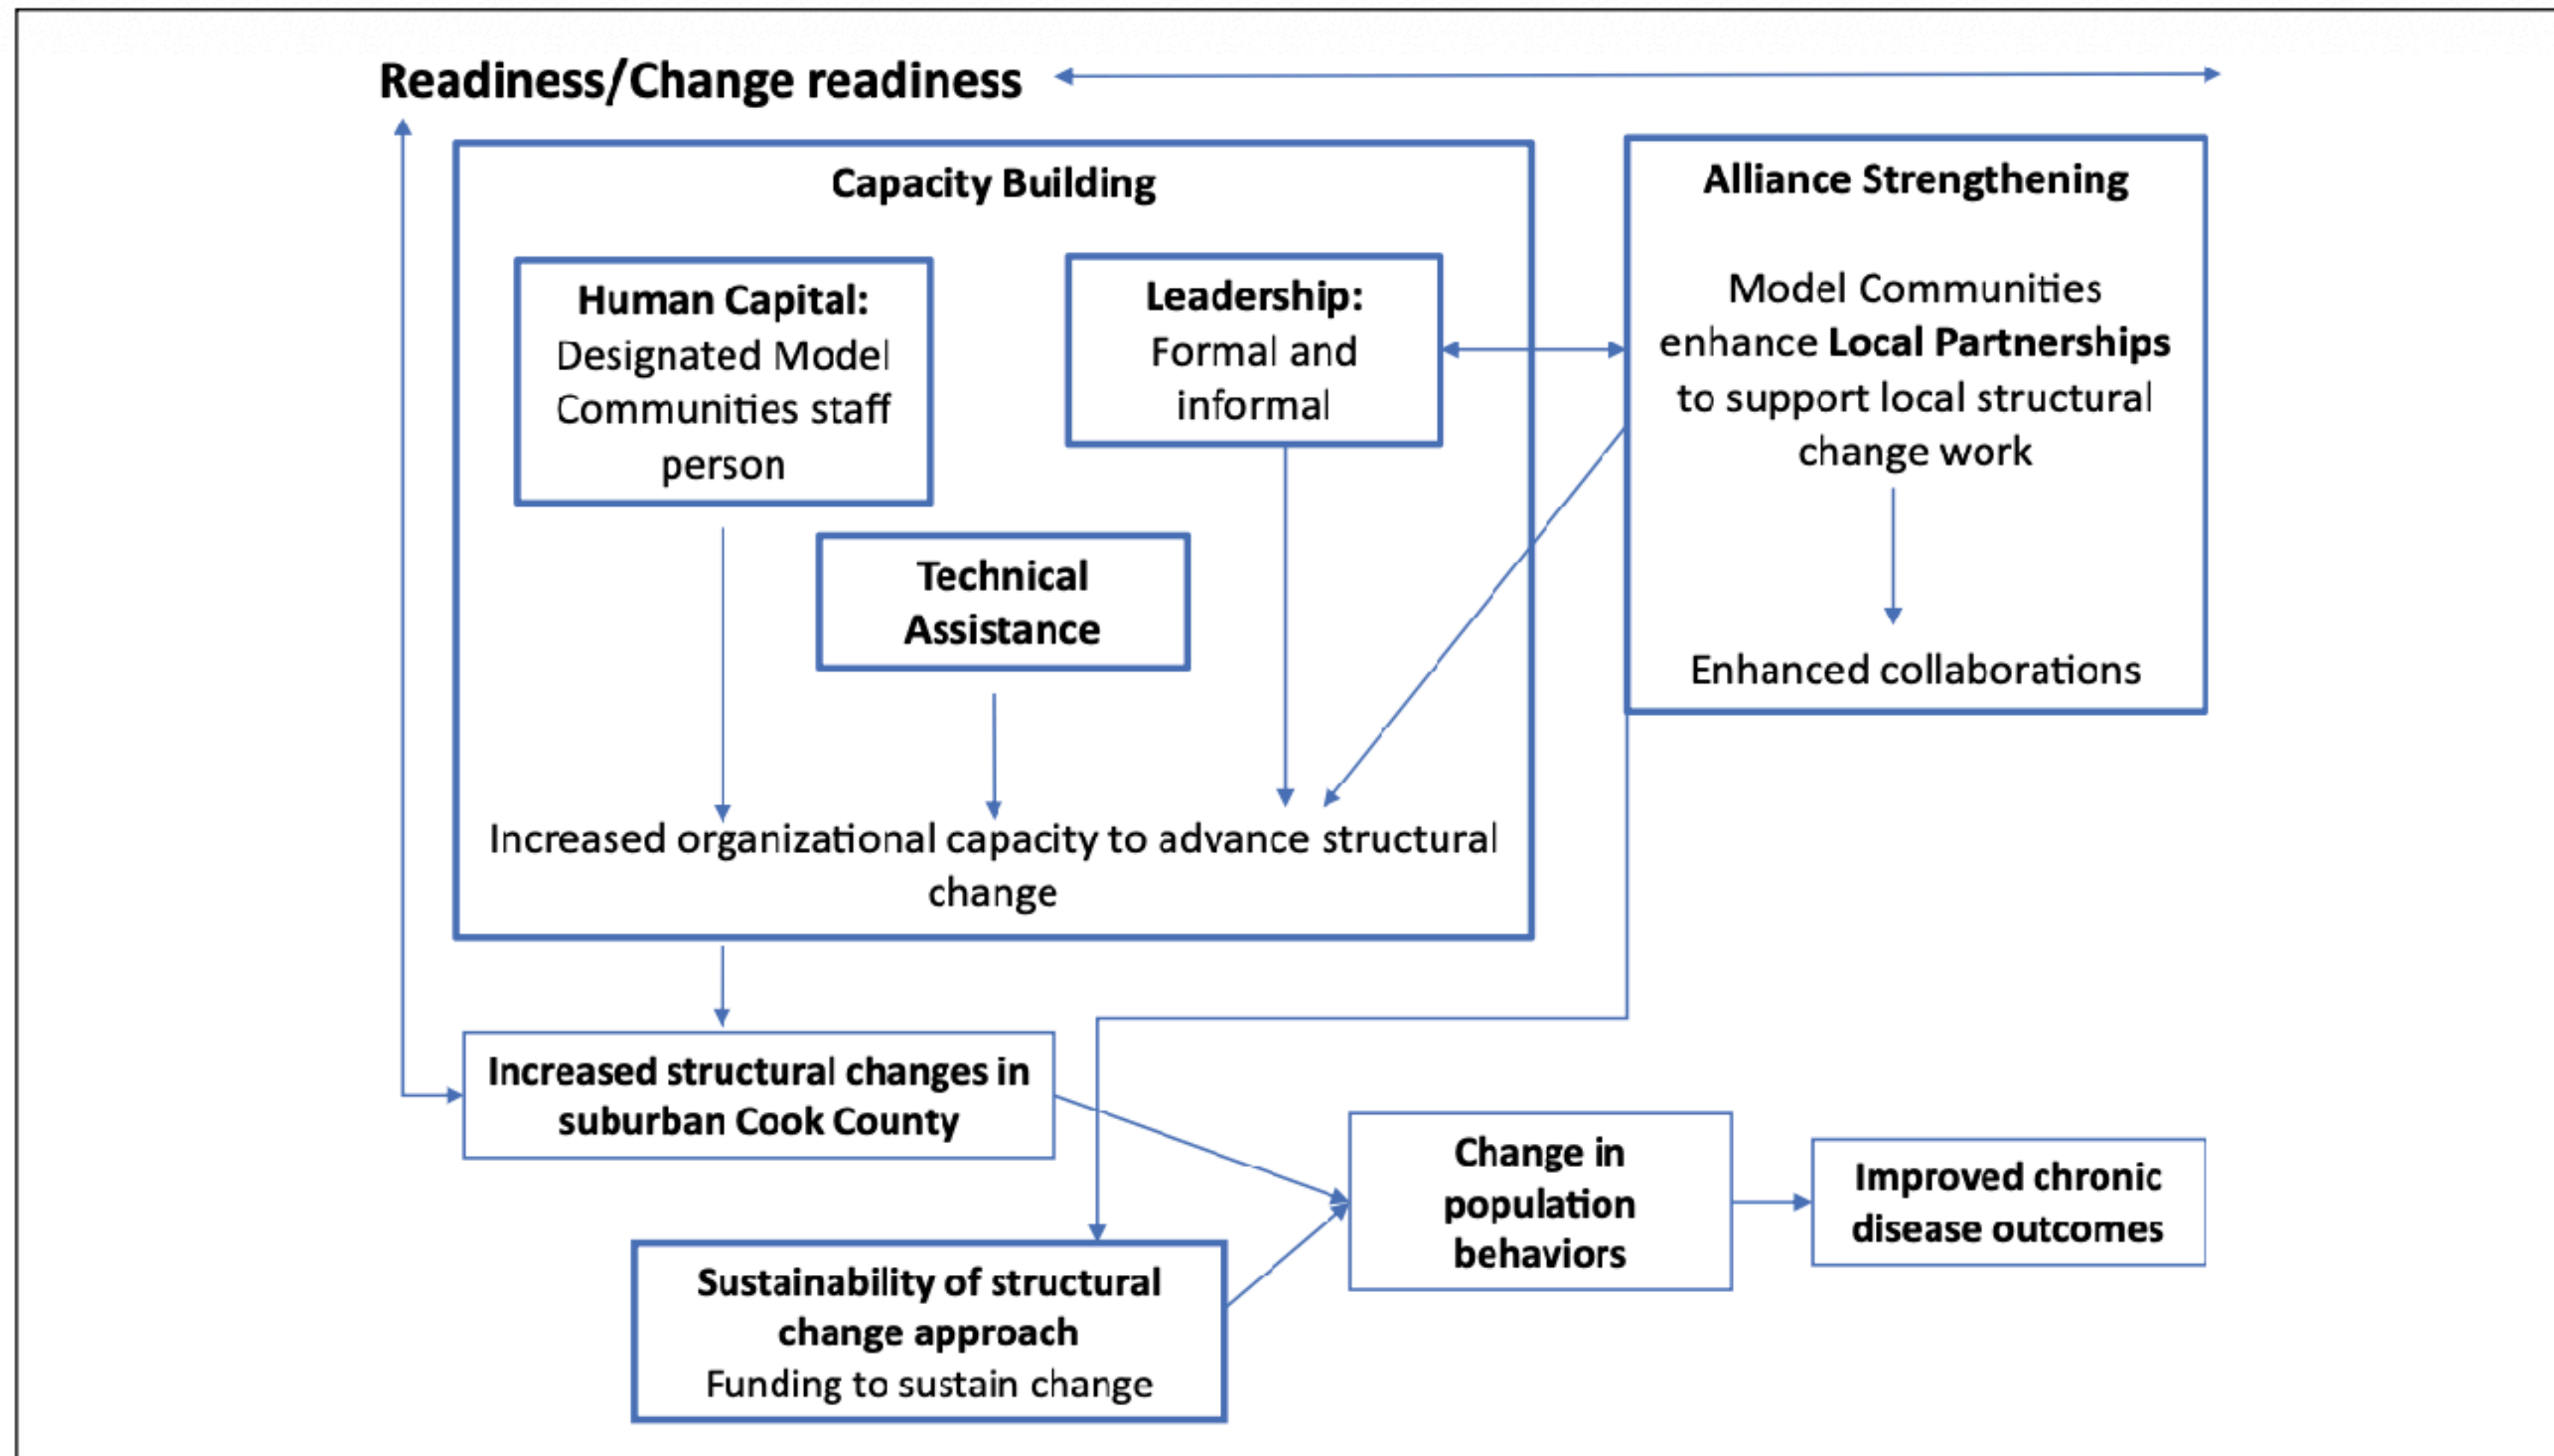 Readiness/Change readiness
Capacity Building
Human Capital:
Designated Model
Communities staff
person
Leadership:
Formal and
informal
Technical
Assistance
Increased organizational capacity to advance structural
change
Alliance Strengthening
Model Communities
enhance Local Partnerships
to support local structural
change work
Enhanced collaborations
Increased structural changes in
suburban Cook County
Sustainability of structural
change approach
Funding to sustain change
Change in
population
behaviors
Improved chronic
disease outcomes